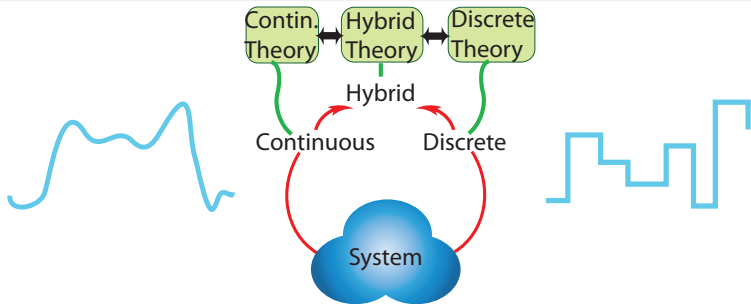 Contin.
Theory
Hybrid
Theory
Discrete
Theory
Hybrid
Continuous
Discrete
System